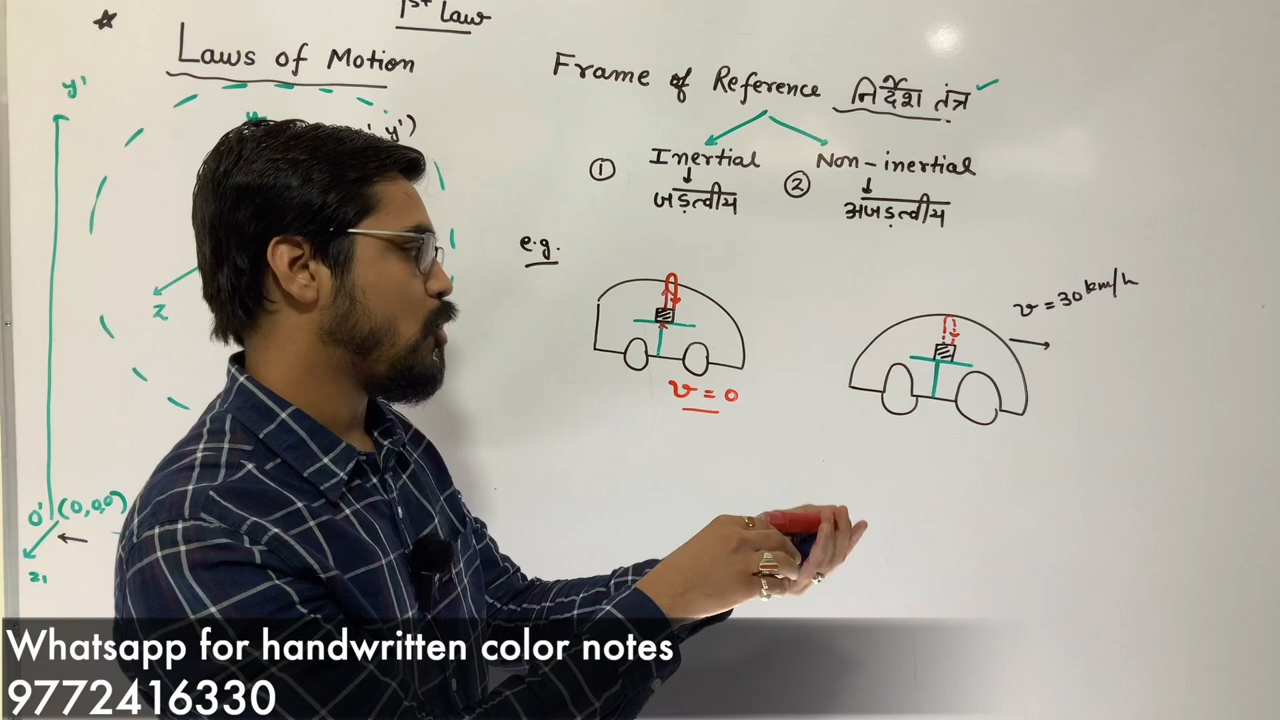 1st Law
Laws of Motion
Frame of Reference निर्देश तंत्र
① Inertial
जड़त्वीय
② Non-inertial
अजड़त्वीय
e.g.
v = 0
v = 30 km/h
y'
y')
z
O' (0,0,0)
z₁
Whatsapp for handwritten color notes
9772416330